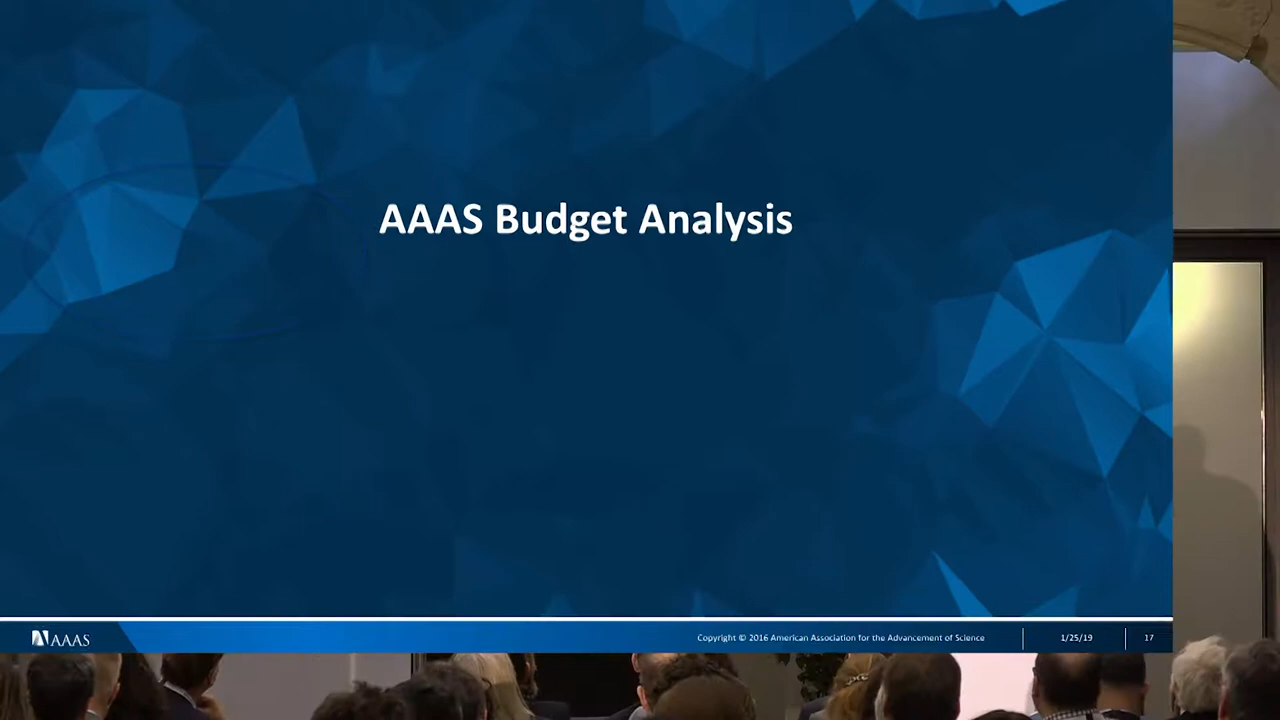 AAAS Budget Analysis
AAAS
Copyright © 2016 American Association for the Advancement of Science
1/25/19
17